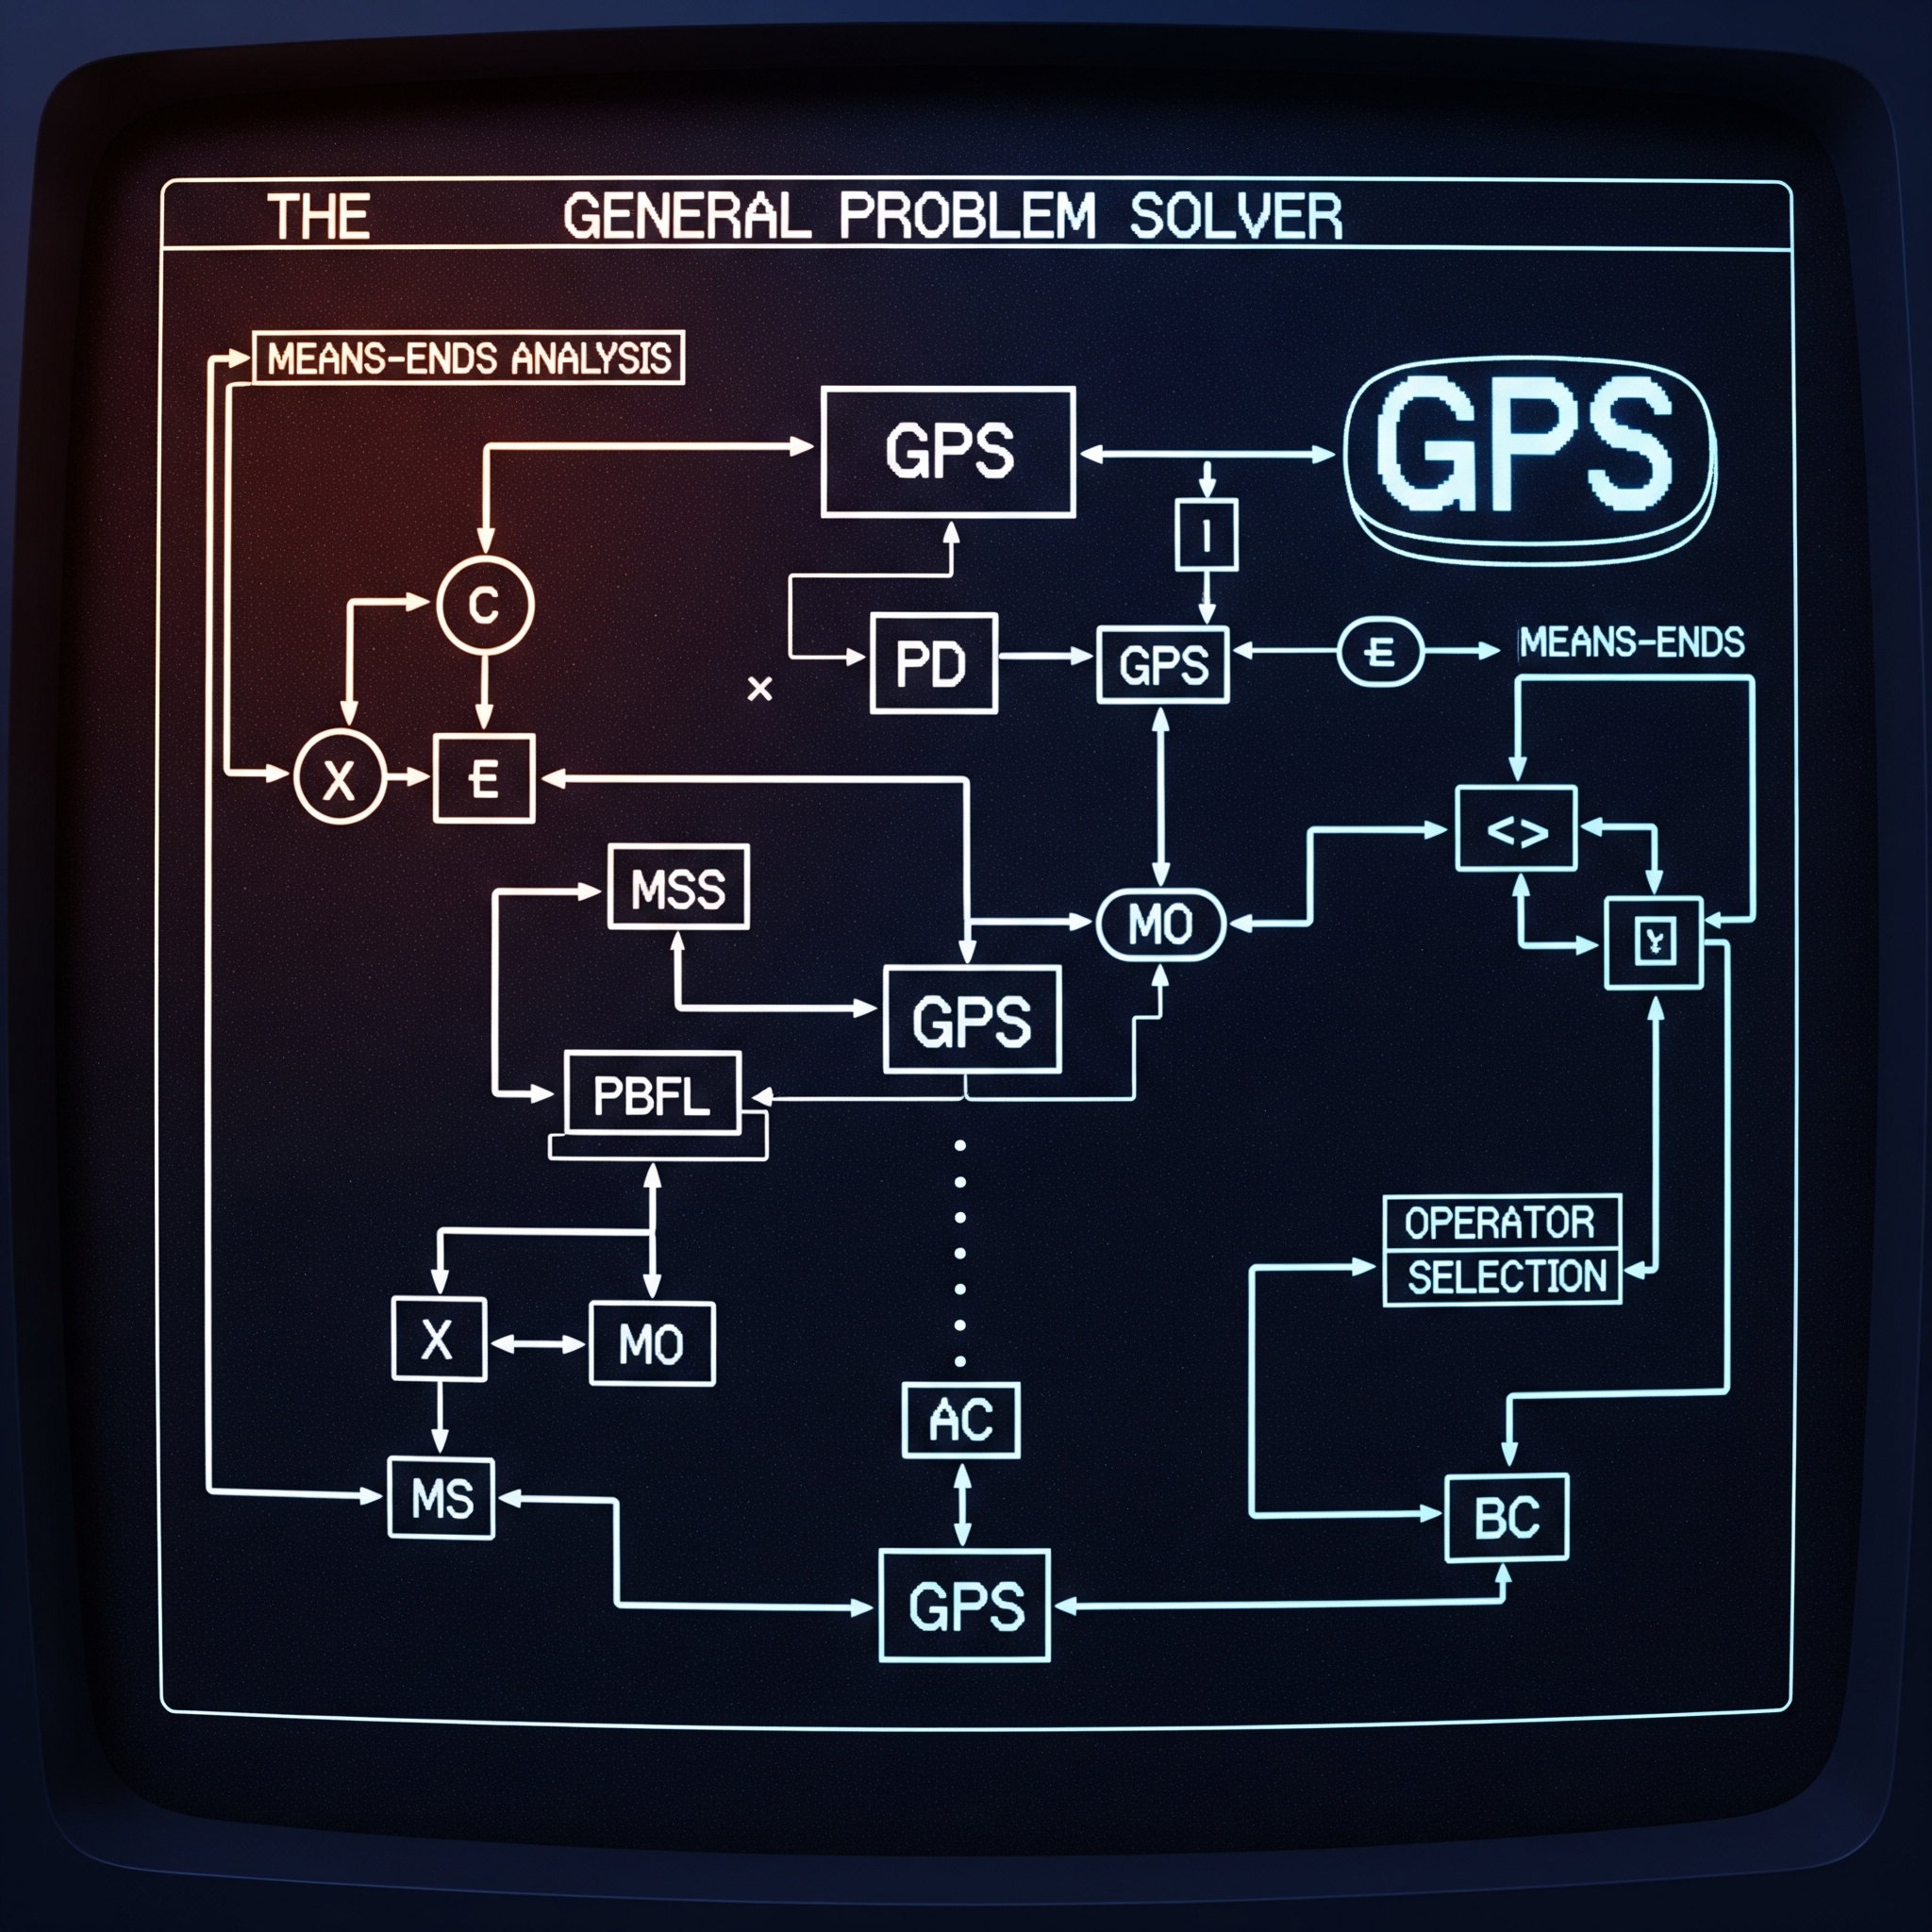 THE GENERAL PROBLEM SOLVER
MEANS-ENDS ANALYSIS
GPS
GPS
I
C
PD
GPS
E
MEANS-ENDS
×
X
E
<>
MSS
MO
Y
GPS
PBFL
OPERATOR
SELECTION
X
MO
AC
MS
BC
GPS